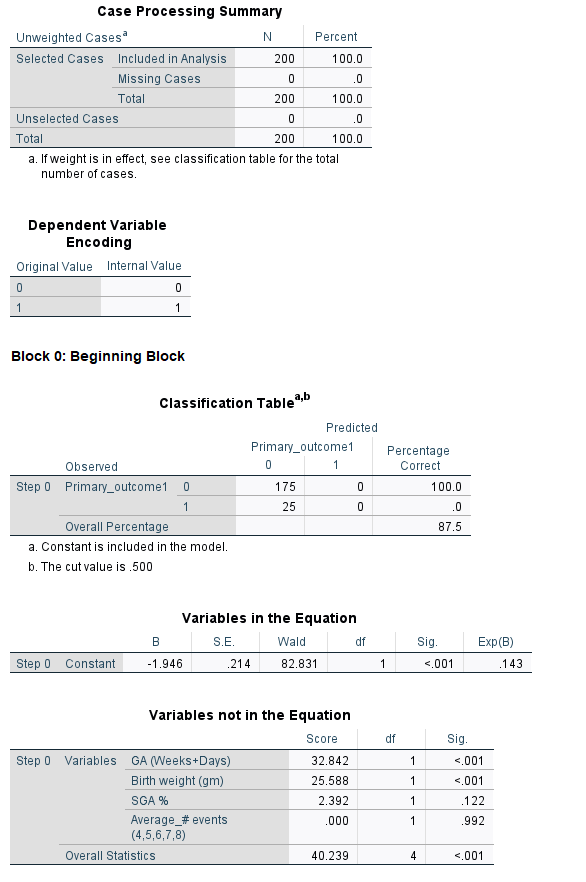 Case Processing Summary
Unweighted Casesᵃ N Percent
Selected Cases Included in Analysis 200 100.0
Missing Cases 0 .0
Total 200 100.0
Unselected Cases 0 .0
Total 200 100.0
a. If weight is in effect, see classification table for the total
number of cases.
Dependent Variable
Encoding
Original Value Internal Value
0 0
1 1
Block 0: Beginning Block
Classification Tableᵃ,ᵇ
Predicted
Primary_outcome1 Percentage
Observed 0 1 Correct
Step 0 Primary_outcome1 0 175 0 100.0
1 25 0 .0
Overall Percentage 87.5
a. Constant is included in the model.
b. The cut value is .500
Variables in the Equation
B S.E. Wald df Sig. Exp(B)
Step 0 Constant -1.946 .214 82.831 1 <.001 .143
Variables not in the Equation
Score df Sig.
Step 0 Variables GA (Weeks+Days) 32.842 1 <.001
Birth weight (gm) 25.588 1 <.001
SGA % 2.392 1 .122
Average_# events .000 1 .992
(4,5,6,7,8)
Overall Statistics 40.239 4 <.001